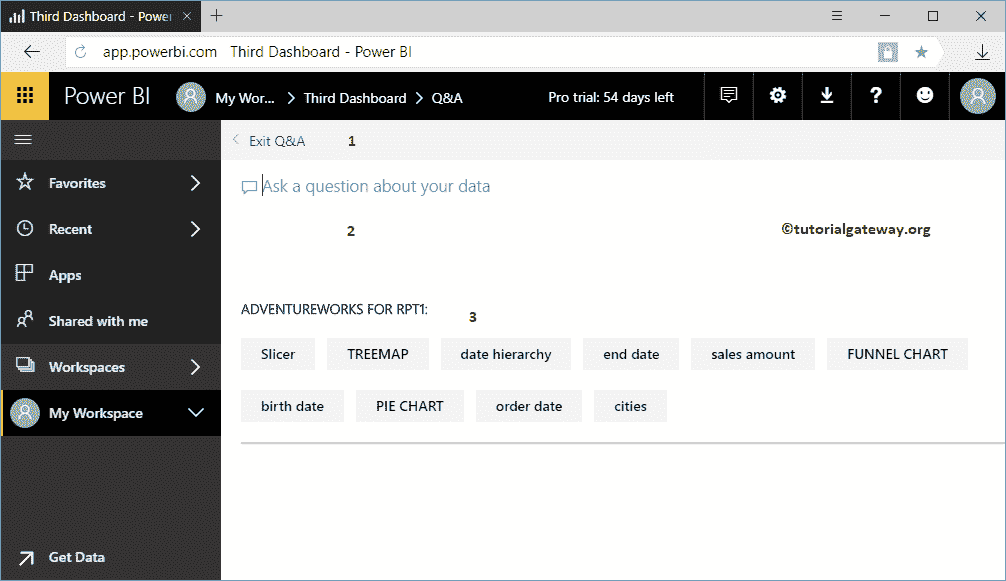 Third Dashboard - Power
app.powerbi.com Third Dashboard - Power BI
Power BI My Wor... Third Dashboard Q&A Pro trial: 54 days left ?
Exit Q&A 1
Favorites
Ask a question about your data
Recent
2
©tutorialgateway.org
Apps
Shared with me
ADVENTUREWORKS FOR RPT1: 3
Slicer TREEMAP date hierarchy end date sales amount FUNNEL CHART
Workspaces
birth date PIE CHART order date cities
My Workspace
Get Data